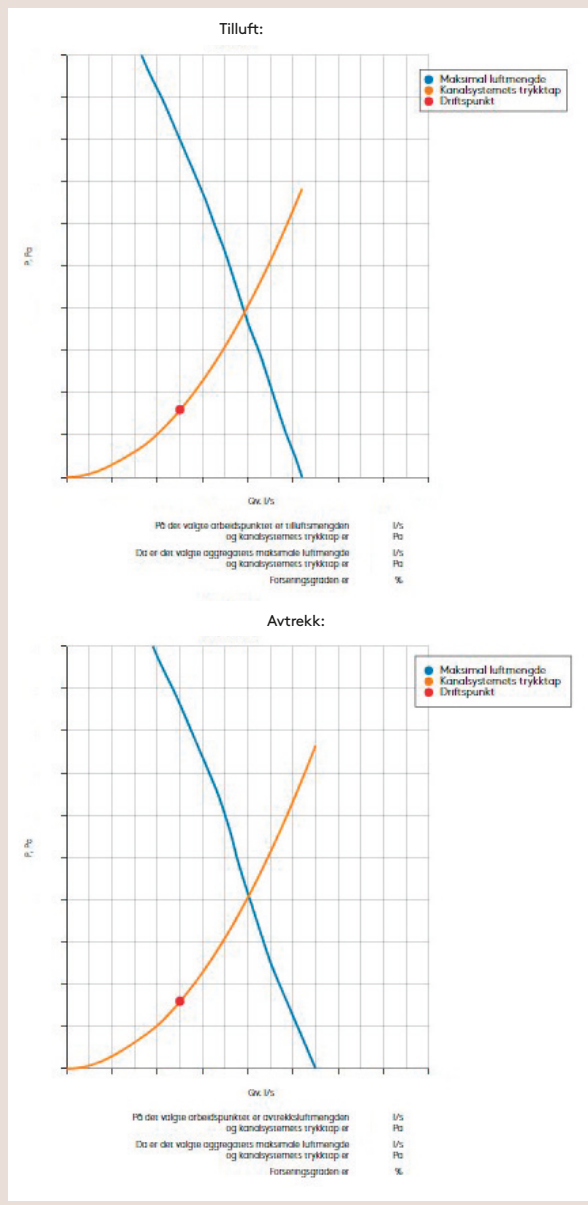 Tilluft:
Maksimal luftmengde
Kanalsystemets trykktap
Driftspunkt
P, Pa
Qv, l/s
På det valgte arbeidspunktet er tilluftsmengden l/s
og kanalsystemets trykktap er Pa
Da er det valgte aggregatets maksimale luftmengde l/s
og kanalsystemets trykktap er Pa
Forseringsgraden er %
Avtrekk:
Maksimal luftmengde
Kanalsystemets trykktap
Driftspunkt
P, Pa
Qv, l/s
På det valgte arbeidspunktet er avtrekksluftmengden l/s
og kanalsystemets trykktap er Pa
Da er det valgte aggregatets maksimale luftmengde l/s
og kanalsystemets trykktap er Pa
Forseringsgraden er %